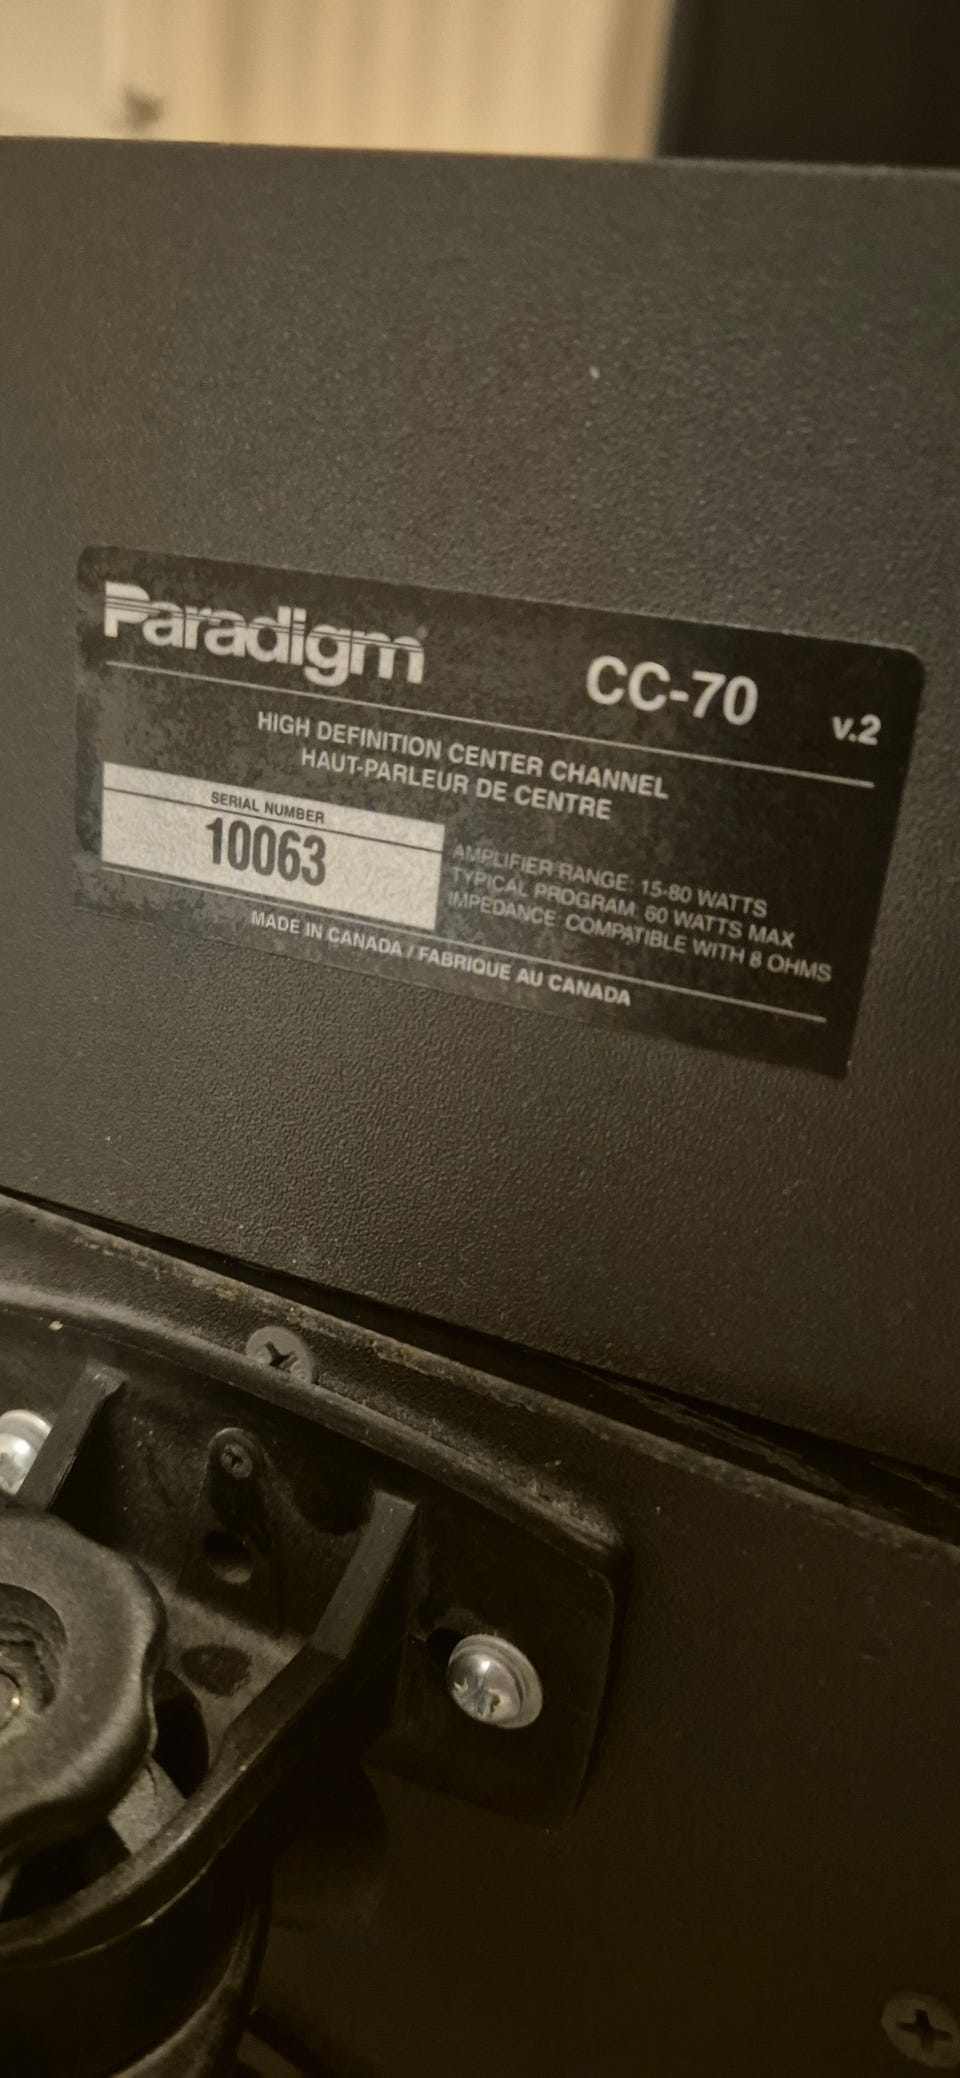 Paradigm CC-70 v.2
HIGH DEFINITION CENTER CHANNEL
HAUT-PARLEUR DE CENTRE
SERIAL NUMBER
10063
AMPLIFIER RANGE: 15-80 WATTS
TYPICAL PROGRAM: 60 WATTS MAX
IMPEDANCE: COMPATIBLE WITH 8 OHMS
MADE IN CANADA / FABRIQUE AU CANADA